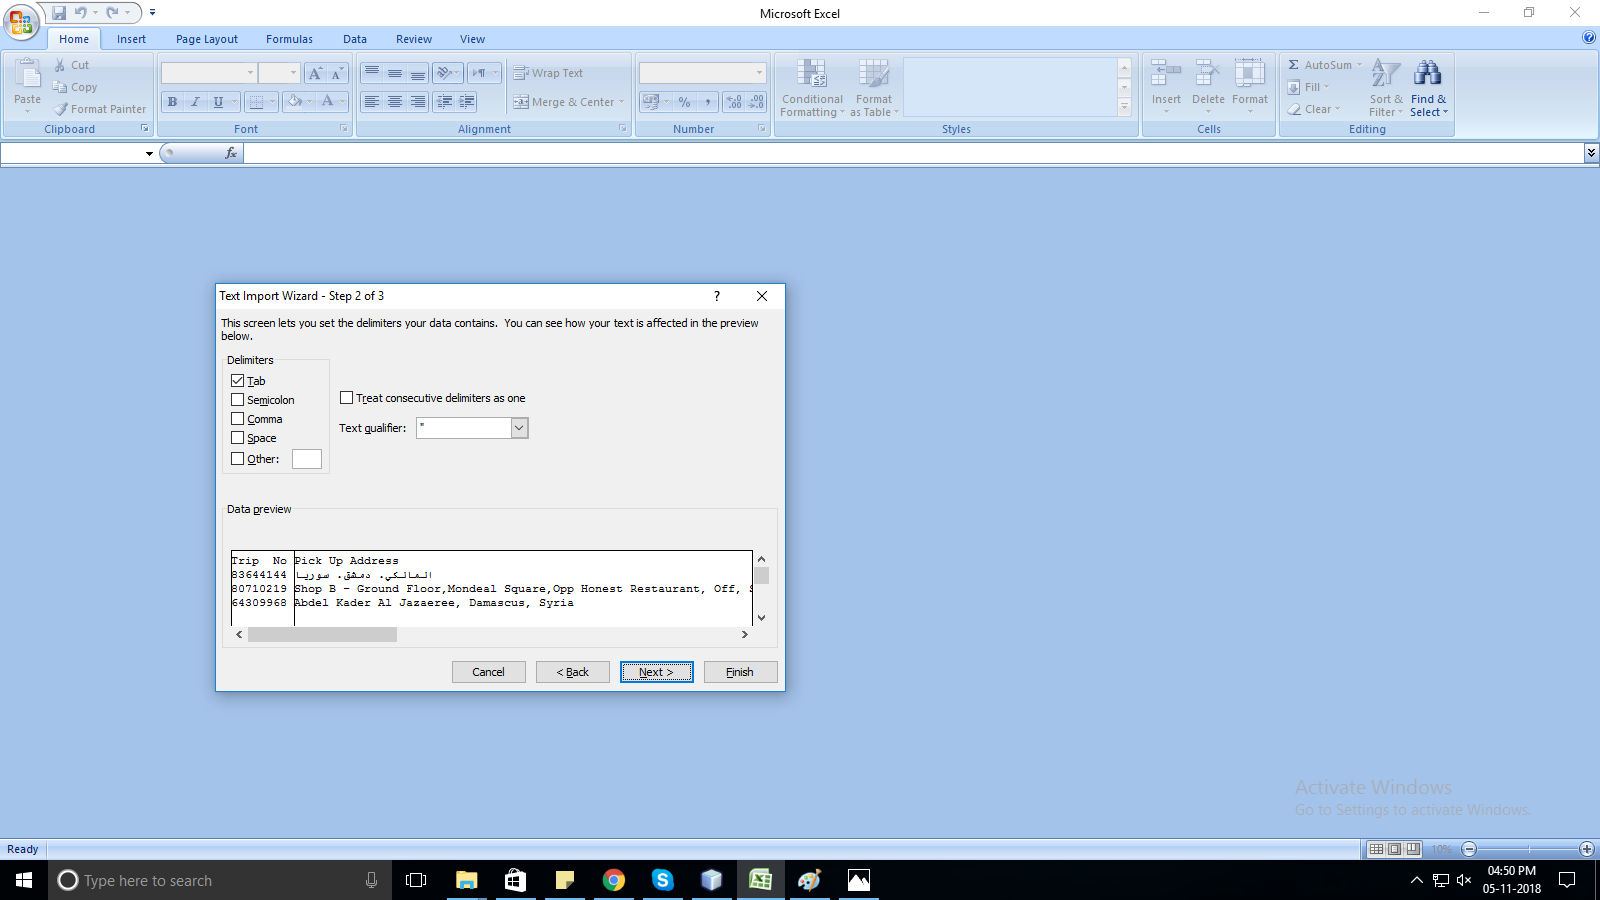 Microsoft Excel
Home Insert Page Layout Formulas Data Review View
Paste
Cut
Copy
Format Painter
Clipboard
B I U
Font
Wrap Text
Merge & Center
Alignment
Number
Conditional Formatting
Format as Table
Styles
Insert Delete Format
Cells
Σ AutoSum
Fill
Clear
Sort & Filter
Find & Select
Editing
fx
Text Import Wizard - Step 2 of 3
This screen lets you set the delimiters your data contains. You can see how your text is affected in the preview
below.
Delimiters
Tab
Semicolon
Comma
Space
Other:
Treat consecutive delimiters as one
Text qualifier: "
Data preview
Trip No Pick Up Address
83644144 المالكي. دمشق. سوريا
80710219 Shop B - Ground Floor,Mondeal Square,Opp Honest Restaurant, Off,
64309968 Abdel Kader Al Jazaeree, Damascus, Syria
Cancel < Back Next > Finish
Activate Windows
Go to Settings to activate Windows.
Ready
10%
Type here to search
04:50 PM
05-11-2018